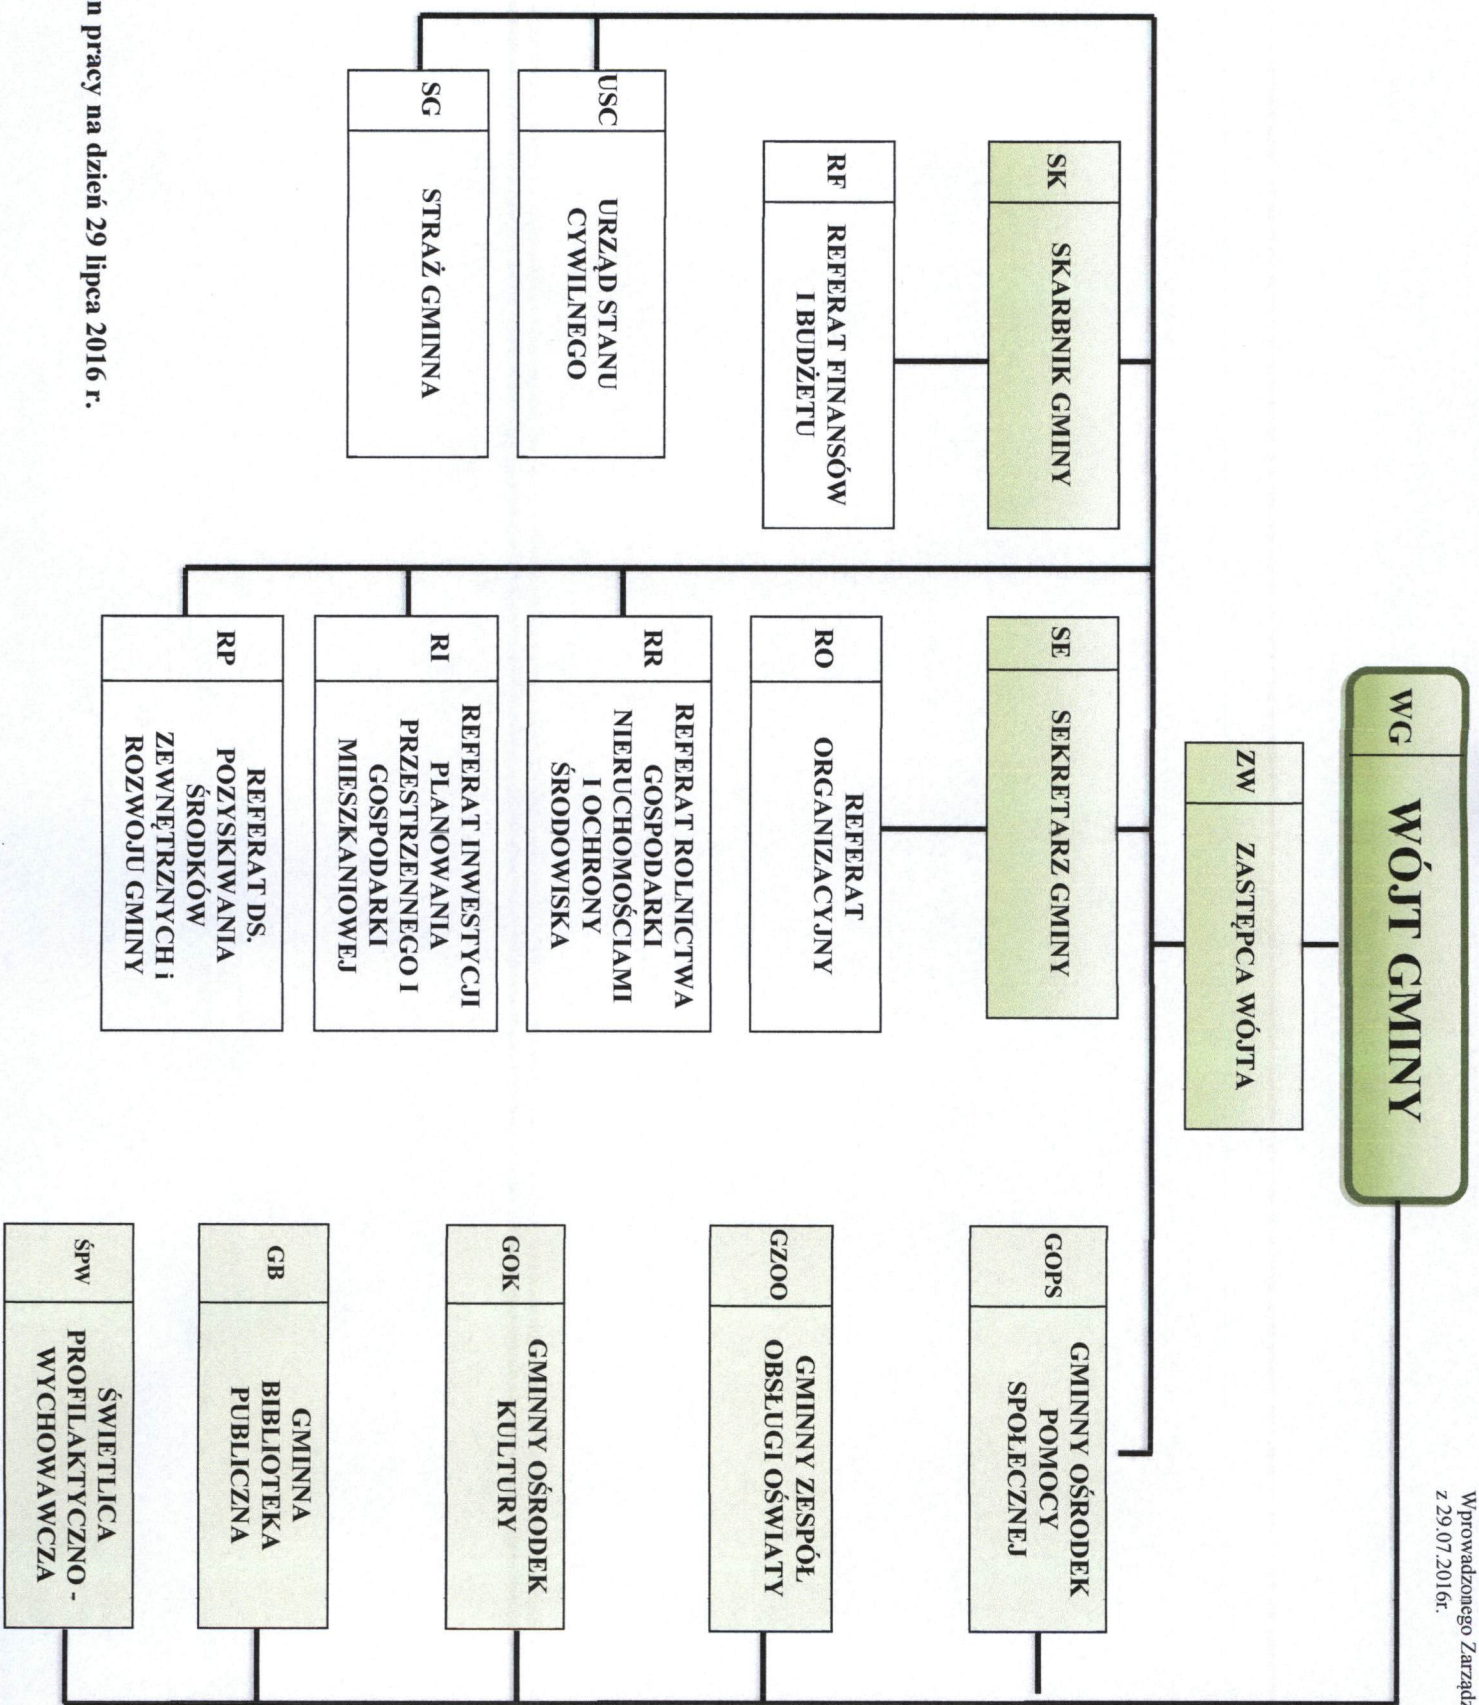 Wprowadzonego Zarządz
z 29.07.2016r.
WG
WÓJT GMINY
ZW
ZASTĘPCA WÓJTA
SK
SKARBNIK GMINY
RF
REFERAT FINANSÓW
I BUDŻETU
USC
URZĄD STANU
CYWILNEGO
SG
STRAŻ GMINNA
SE
SEKRETARZ GMINY
RO
REFERAT
ORGANIZACYJNY
RR
REFERAT ROLNICTWA
GOSPODARKI
NIERUCHOMOŚCIAMI
I OCHRONY
ŚRODOWISKA
RI
REFERAT INWESTYCJI
PLANOWANIA
PRZESTRZENNEGO I
GOSPODARKI
MIESZKANIOWEJ
RP
REFERAT DS.
POZYSKIWANIA
ŚRODKÓW
ZEWNĘTRZNYCH i
ROZWOJU GMINY
GOPS
GMINNY OŚRODEK
POMOCY
SPOŁECZNEJ
GZOO
GMINNY ZESPÓŁ
OBSŁUGI OŚWIATY
GOK
GMINNY OŚRODEK
KULTURY
GB
GMINNA
BIBLIOTEKA
PUBLICZNA
ŚPW
ŚWIETLICA
PROFILAKTYCZNO -
WYCHOWAWCZA
n pracy na dzień 29 lipca 2016 r.